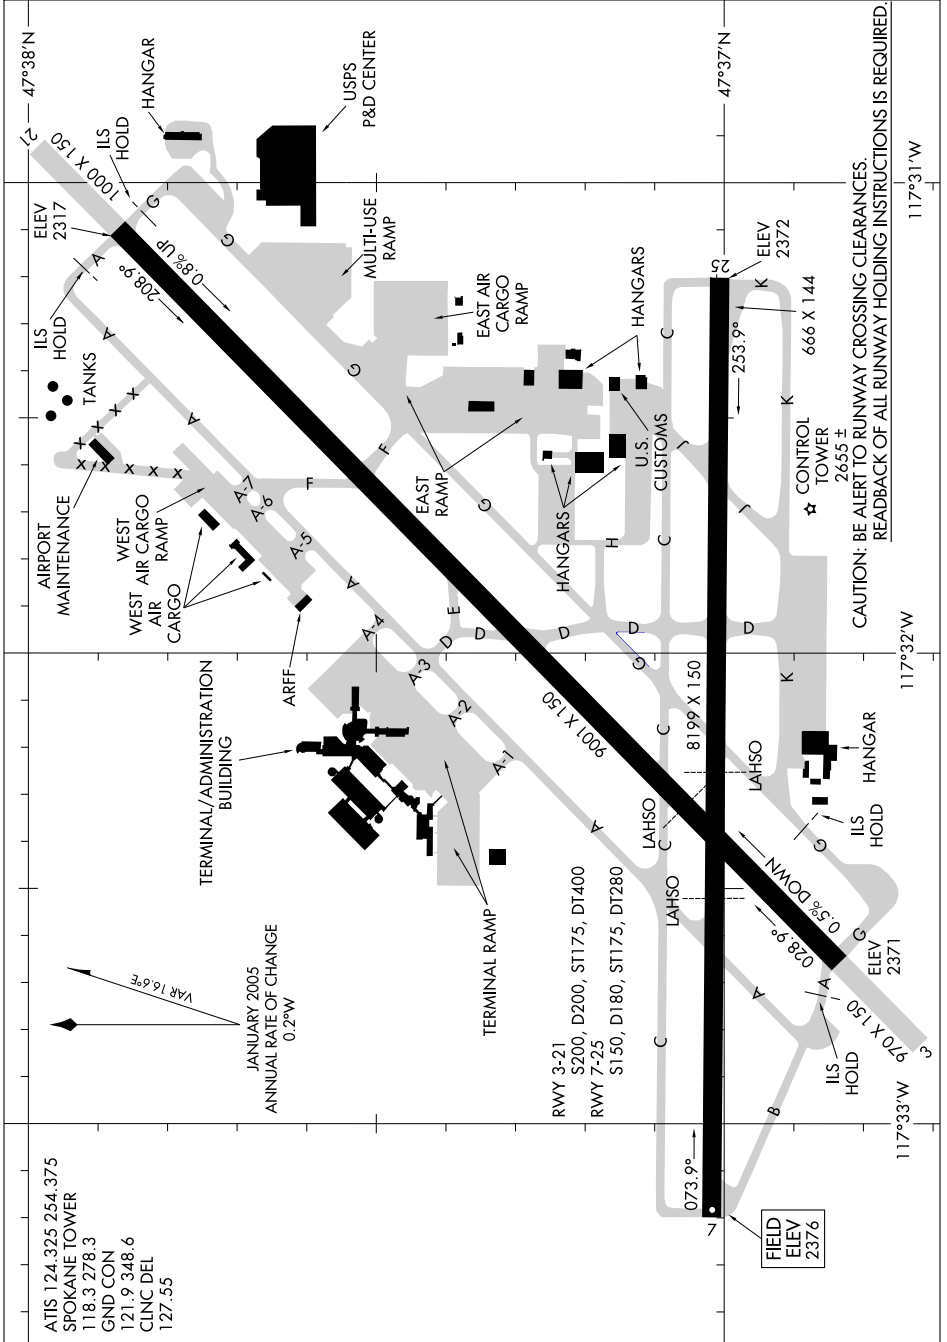 ATIS 124.325 254.375
SPOKANE TOWER
118.3 278.3
GND CON
121.9 348.6
CLNC DEL
127.55
JANUARY 2005
ANNUAL RATE OF CHANGE
0.2°W
VAR 16.6°E
47°38'N
47°37'N
117°31'W
117°32'W
117°33'W
21
1000 X 150
ILS
HOLD
HANGAR
USPS
P&D CENTER
ELEV
2317
G
A
208.9°
0.8% UP
G
MULTI-USE
RAMP
ILS
HOLD
A
TANKS
X
X
X
X
X
X
X
X
X
A
G
EAST AIR
CARGO
RAMP
HANGARS
AIRPORT
MAINTENANCE
WEST
AIR CARGO
RAMP
WEST
AIR
CARGO
A-7
A-6
A-5
F
F
EAST
RAMP
G
HANGARS
U.S.
CUSTOMS
ARFF
A
A-4
A-3
A-2
A-1
E
D
D
D
D
D
H
C
C
J
J
G
TERMINAL/ADMINISTRATION
BUILDING
TERMINAL RAMP
9001 X 150
8199 X 150
25
ELEV
2372
K
K
K
253.9°
666 X 144
CONTROL
TOWER
2655 ±
A
C
C
C
LAHSO
LAHSO
LAHSO
HANGAR
ILS
HOLD
G
G
0.5% DOWN
028.9°
ELEV
2371
A
A
970 X 150
3
ILS
HOLD
B
RWY 3-21
S200, D200, ST175, DT400
RWY 7-25
S150, D180, ST175, DT280
073.9°
7
FIELD
ELEV
2376
CAUTION: BE ALERT TO RUNWAY CROSSING CLEARANCES.
READBACK OF ALL RUNWAY HOLDING INSTRUCTIONS IS REQUIRED.